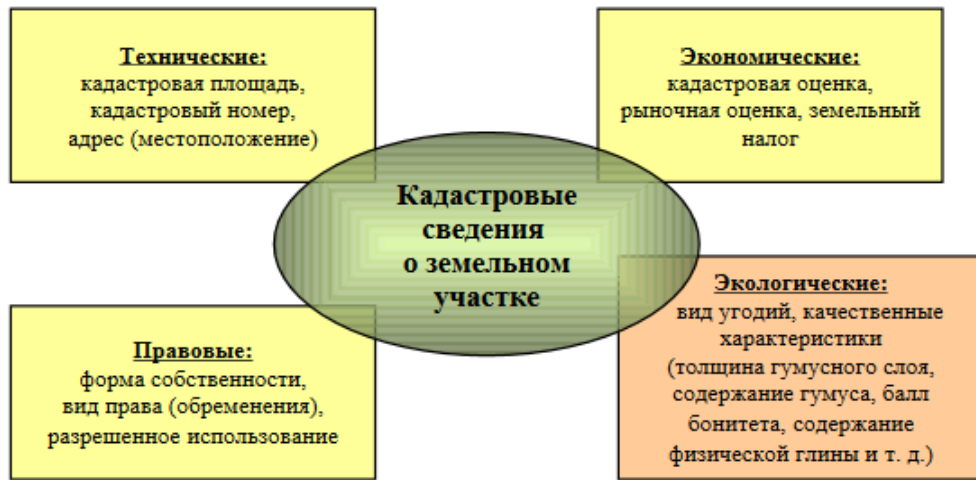 Технические:
кадастровая площадь,
кадастровый номер,
адрес (местоположение)
Экономические:
кадастровая оценка,
рыночная оценка, земельный
налог
Кадастровые
сведения
о земельном
участке
Правовые:
форма собственности,
вид права (обременения),
разрешенное использование
Экологические:
вид угодий, качественные
характеристики
(толщина гумусного слоя,
содержание гумуса, балл
бонитета, содержание
физической глины и т. д.)